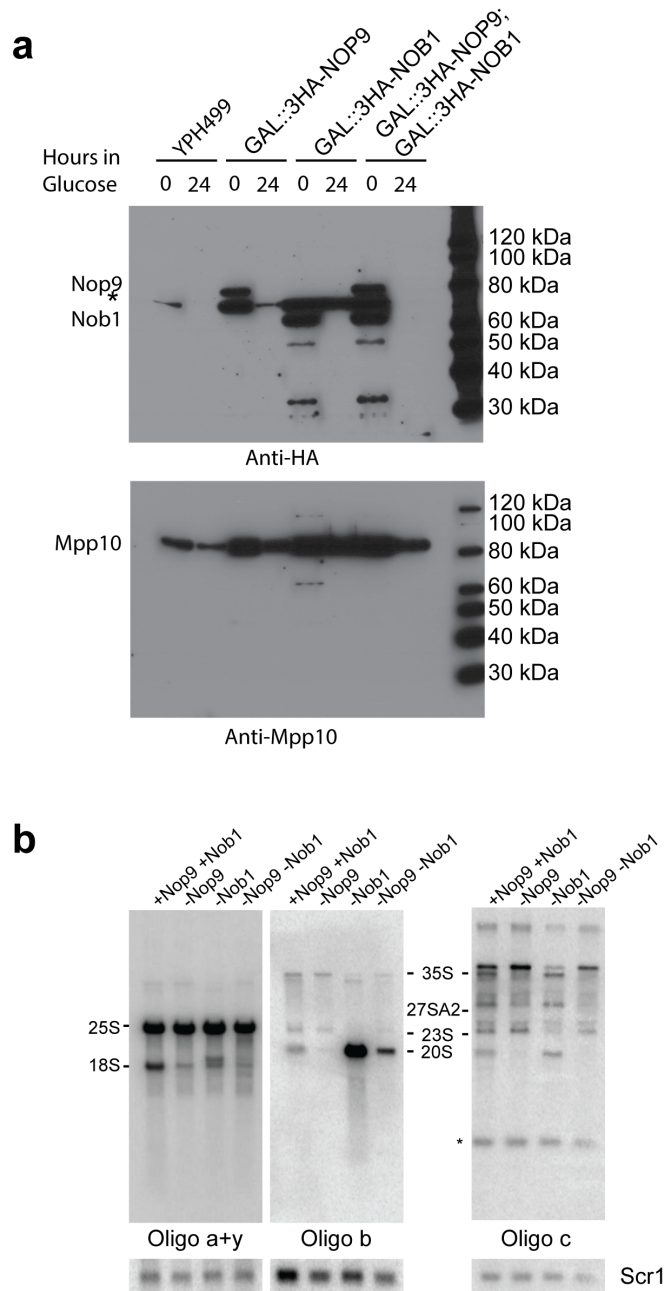 a
YPH499
GAL::3HA-NOP9
GAL::3HA-NOB1
GAL::3HA-NOP9;
GAL::3HA-NOB1
Hours in
Glucose
0 24 0 24 0 24 0 24
Nop9
*
Nob1
120 kDa
100 kDa
80 kDa
60 kDa
50 kDa
40 kDa
30 kDa
Anti-HA
Mpp10
120 kDa
100 kDa
80 kDa
60 kDa
50 kDa
40 kDa
30 kDa
Anti-Mpp10
b
+Nop9 +Nob1
-Nop9
-Nob1
-Nop9 -Nob1
+Nop9 +Nob1
-Nop9
-Nob1
-Nop9 -Nob1
+Nop9 +Nob1
-Nop9
-Nob1
-Nop9 -Nob1
25S-
18S-
- 35S -
27SA2-
- 23S -
- 20S -
*
Oligo a+y
Oligo b
Oligo c
Scr1